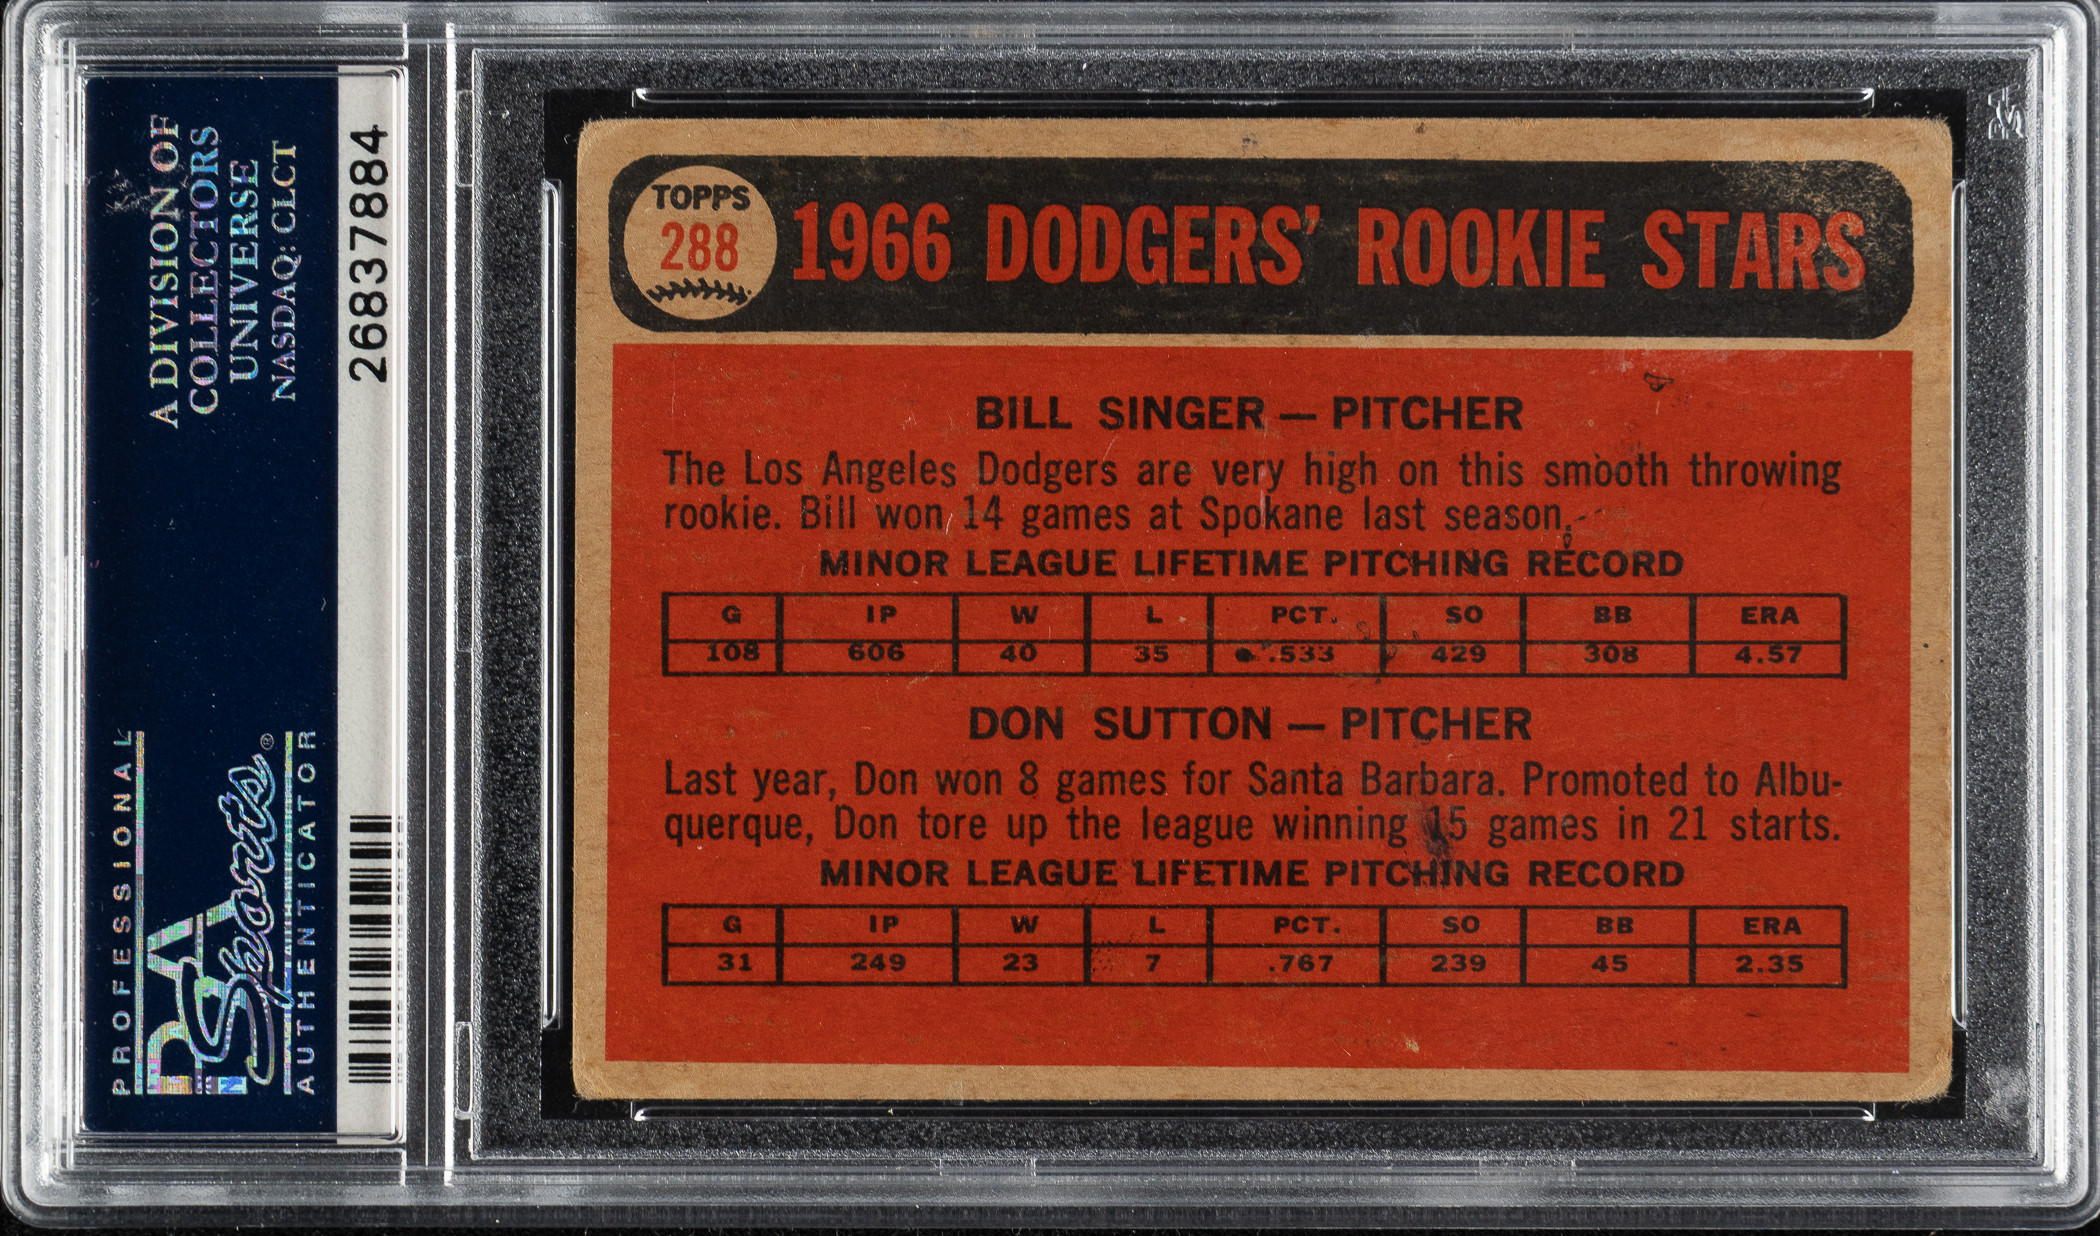 A DIVISION OF
COLLECTORS
UNIVERSE
NASDAQ: CLCT
26837884
PROFESSIONAL
PSA
Sports®
AUTHENTICATOR
TOPPS
288
1966 DODGERS' ROOKIE STARS
BILL SINGER — PITCHER
The Los Angeles Dodgers are very high on this smooth throwing
rookie. Bill won 14 games at Spokane last season.
MINOR LEAGUE LIFETIME PITCHING RECORD
G IP W L PCT. SO BB ERA
108 606 40 35 .533 429 308 4.57
DON SUTTON — PITCHER
Last year, Don won 8 games for Santa Barbara. Promoted to Albu-
querque, Don tore up the league winning 15 games in 21 starts.
MINOR LEAGUE LIFETIME PITCHING RECORD
G IP W L PCT. SO BB ERA
31 249 23 7 .767 239 45 2.35
PSA